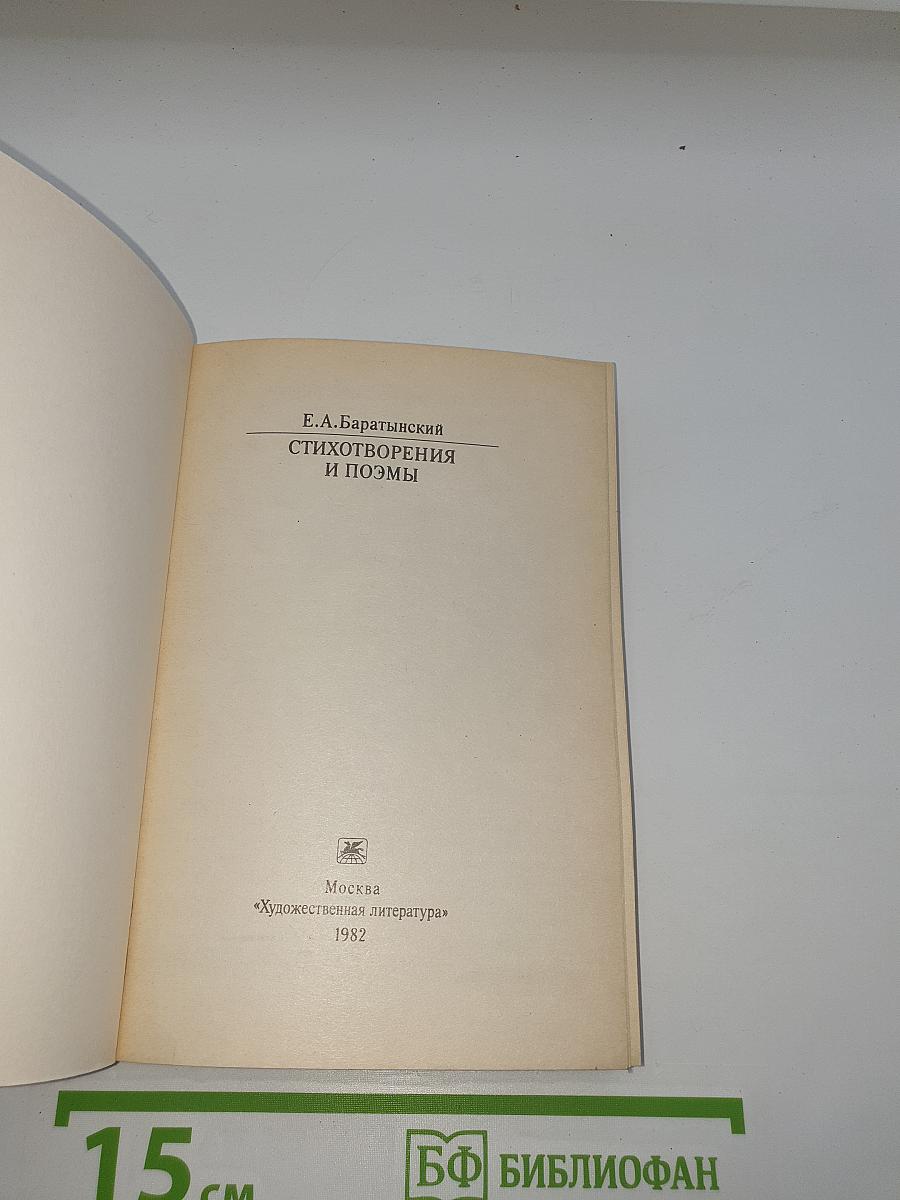 Е.А.Баратынский
СТИХОТВОРЕНИЯ
И ПОЭМЫ
Москва
«Художественная литература»
1982
15 см
БФ БИБЛИОФАН